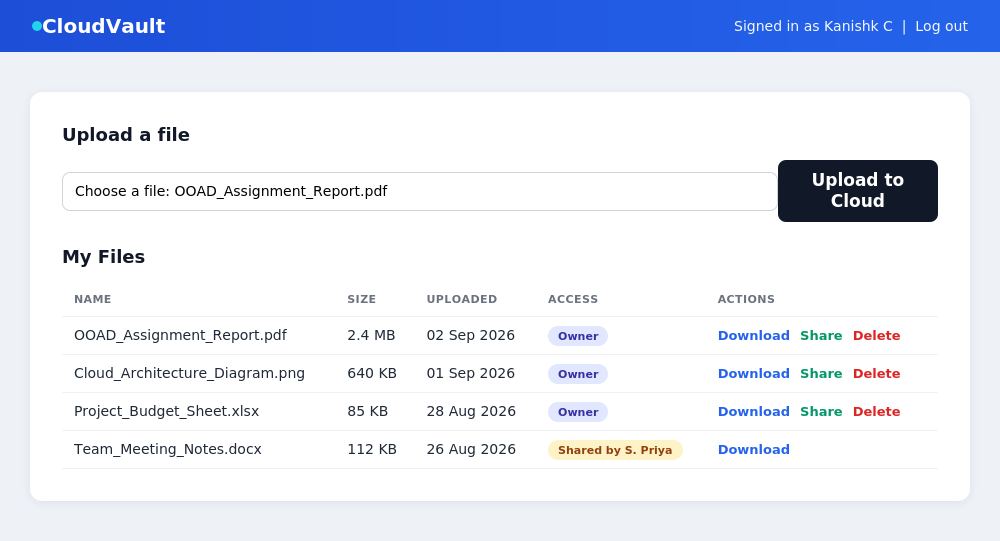 CloudVault
Signed in as Kanishk C | Log out
Upload a file
Choose a file: OOAD_Assignment_Report.pdf
Upload to
Cloud
My Files
NAME SIZE UPLOADED ACCESS ACTIONS
OOAD_Assignment_Report.pdf 2.4 MB 02 Sep 2026 Owner Download Share Delete
Cloud_Architecture_Diagram.png 640 KB 01 Sep 2026 Owner Download Share Delete
Project_Budget_Sheet.xlsx 85 KB 28 Aug 2026 Owner Download Share Delete
Team_Meeting_Notes.docx 112 KB 26 Aug 2026 Shared by S. Priya Download